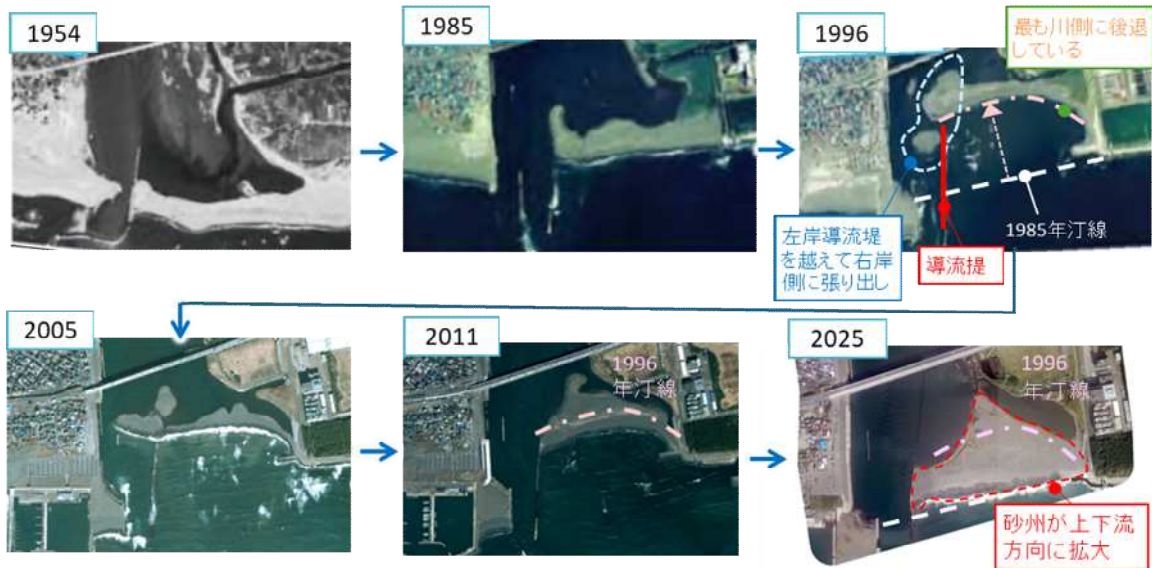 1954
1985
1996
最も川側に後退
している
左岸導流堤
を越えて右岸
側に張り出し
導流提
1985年汀線
2005
2011
1996
年汀線
2025
1996
年汀線
砂州が上下流
方向に拡大